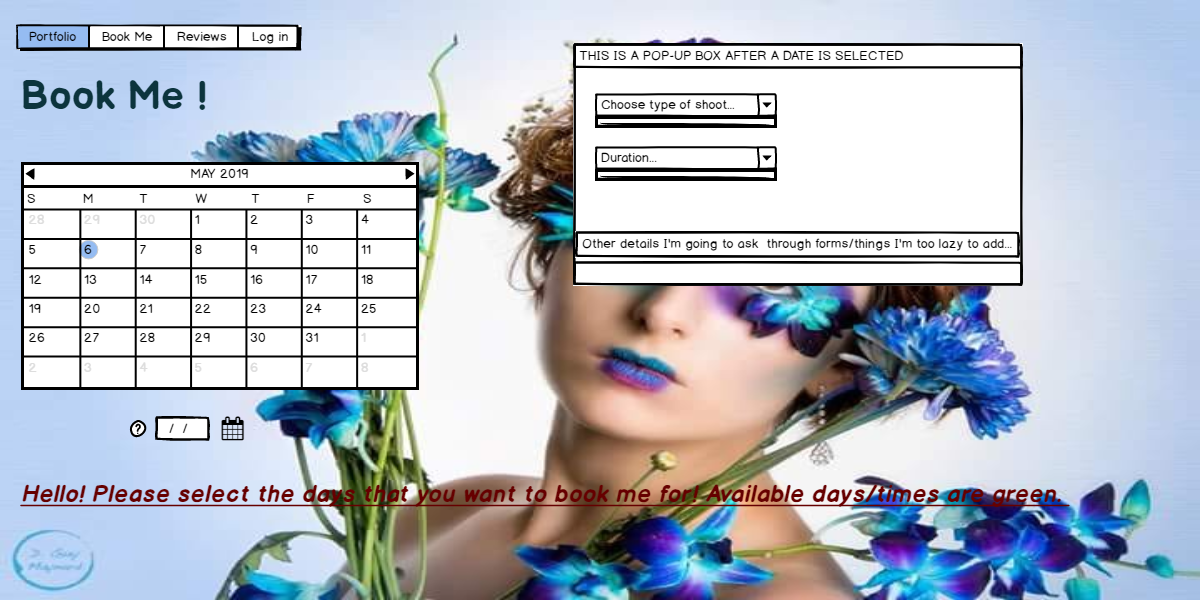 Portfolio Book Me Reviews Log in
THIS IS A POP-UP BOX AFTER A DATE IS SELECTED
Book Me !
Choose type of shoot...
Duration...
Other details I'm going to ask through forms/things I'm too lazy to add...
MAY 2019
S M T W T F S
28 29 30 1 2 3 4
5 6 7 8 9 10 11
12 13 14 15 16 17 18
19 20 21 22 23 24 25
26 27 28 29 30 31 1
2 3 4 5 6 7 8
? / /
Hello! Please select the days that you want to book me for! Available days/times are green.